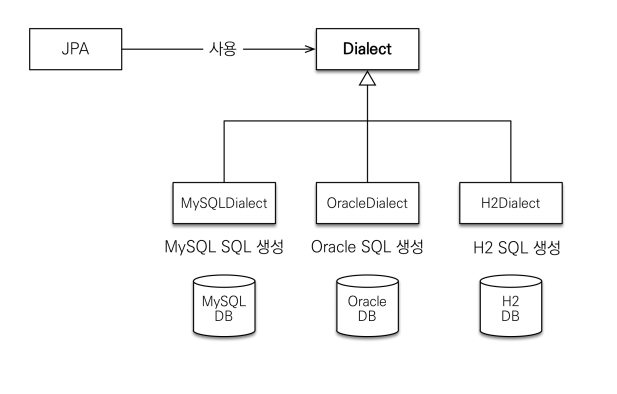 JPA
사용
Dialect
MySQLDialect
OracleDialect
H2Dialect
MySQL SQL 생성
Oracle SQL 생성
H2 SQL 생성
MySQL
DB
Oracle
DB
H2
DB